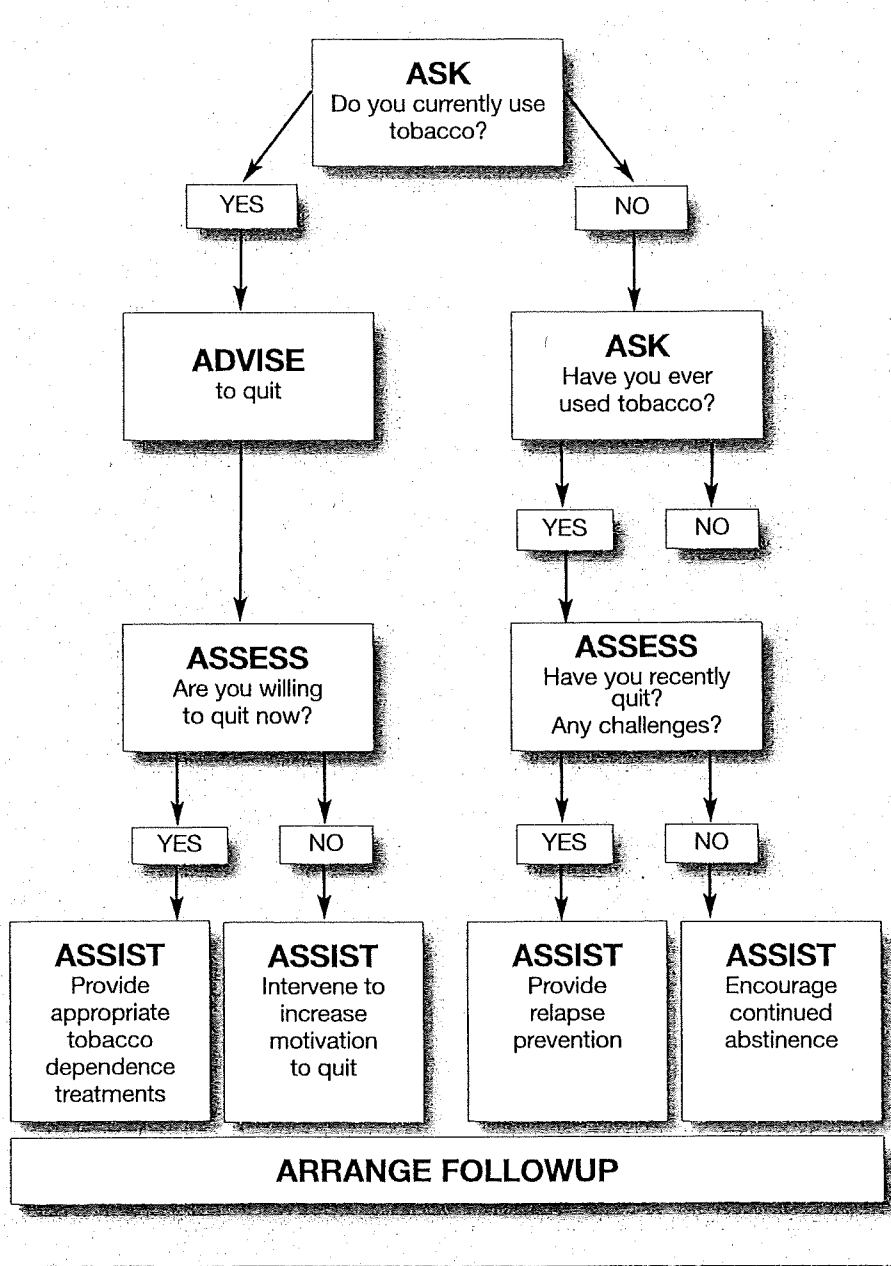 ASK
Do you currently use
tobacco?
YES
NO
ADVISE
to quit
ASK
Have you ever
used tobacco?
YES
NO
ASSESS
Are you willing
to quit now?
ASSESS
Have you recently
quit?
Any challenges?
YES
NO
YES
NO
ASSIST
Provide
appropriate
tobacco
dependence
treatments
ASSIST
Intervene to
increase
motivation
to quit
ASSIST
Provide
relapse
prevention
ASSIST
Encourage
continued
abstinence
ARRANGE FOLLOWUP